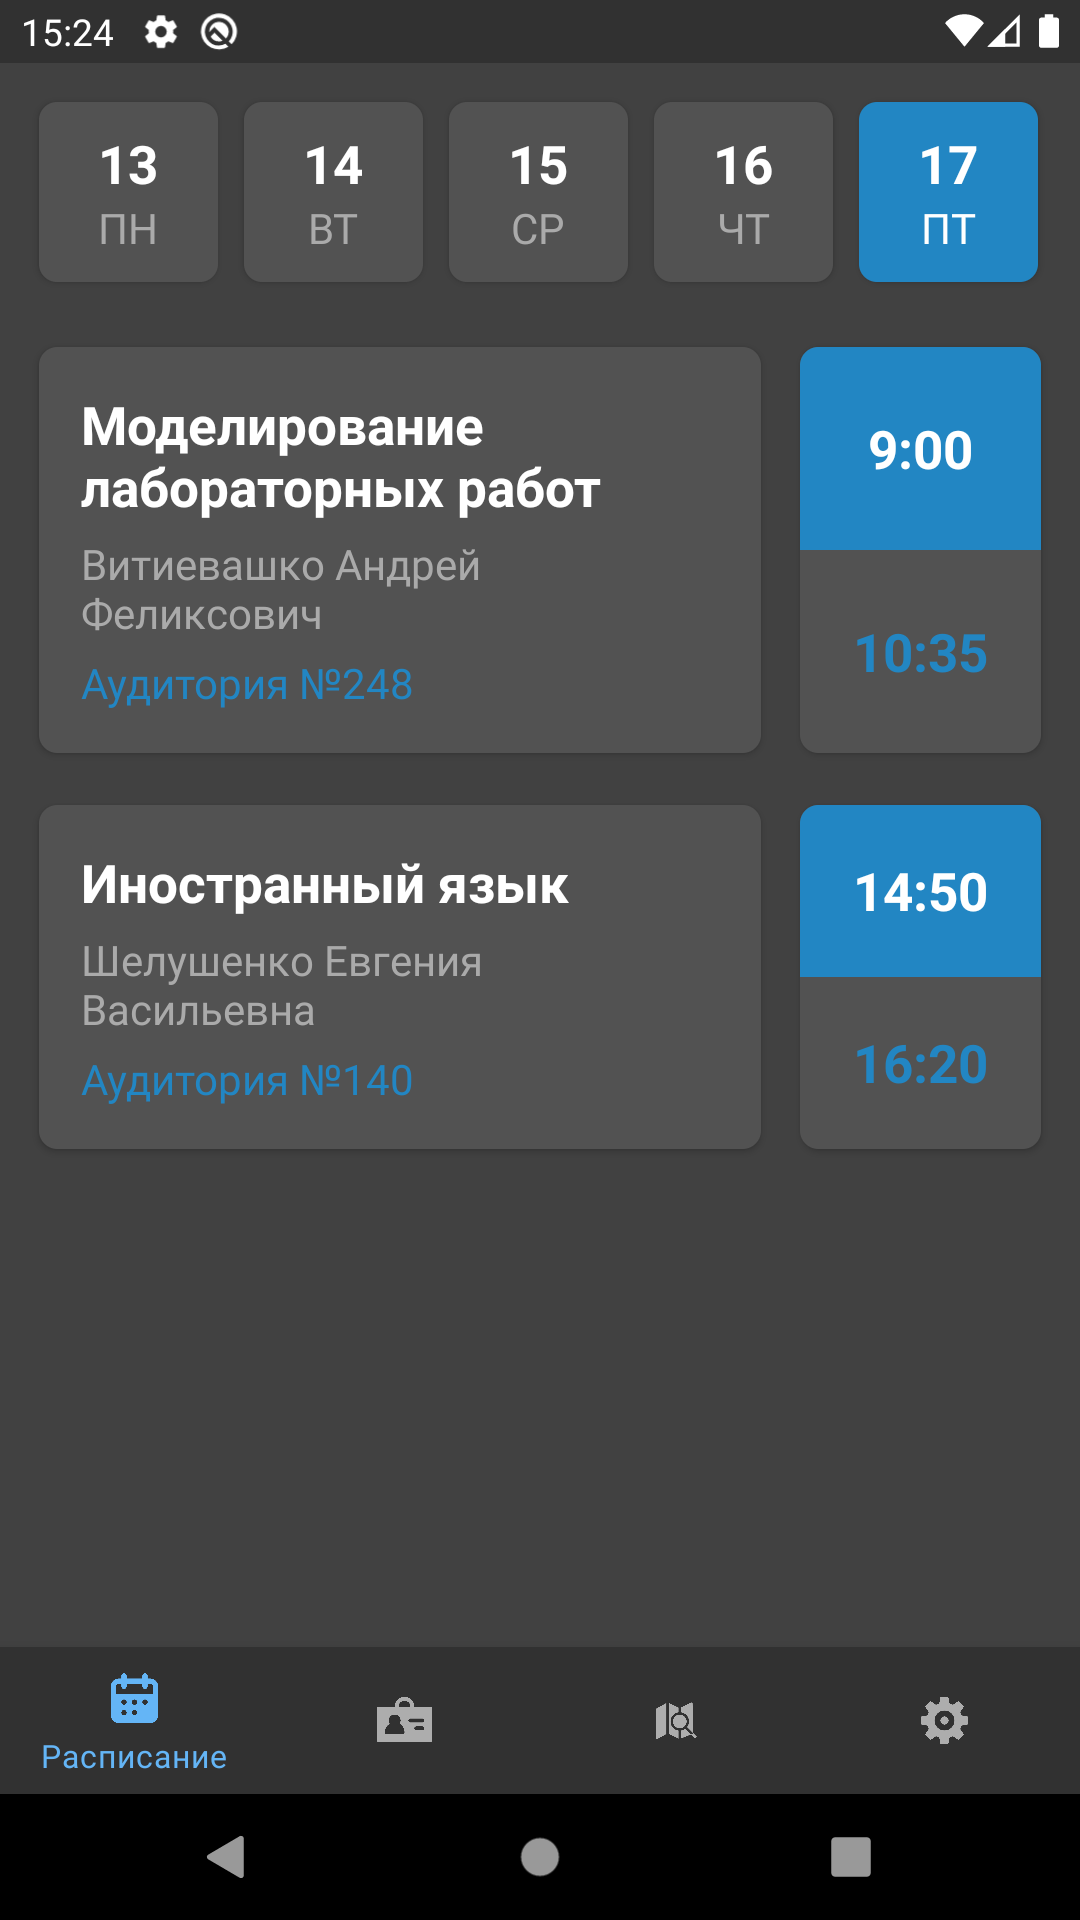 15:24
13 14 15 16 17
ПН ВТ СР ЧТ ПТ
Моделирование
лабораторных работ
Витиевашко Андрей
Феликсович
Аудитория №248
9:00
10:35
Иностранный язык
Шелушенко Евгения
Васильевна
Аудитория №140
14:50
16:20
Расписание